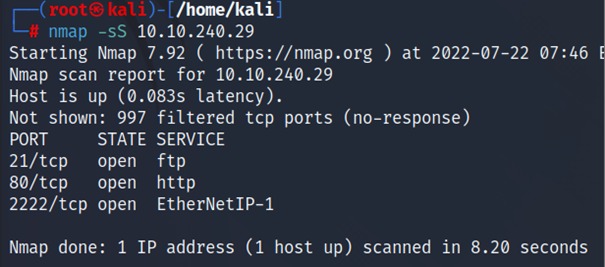 ┌──(root㉿kali)-[/home/kali]
└─# nmap -sS 10.10.240.29
Starting Nmap 7.92 ( https://nmap.org ) at 2022-07-22 07:46
Nmap scan report for 10.10.240.29
Host is up (0.083s latency).
Not shown: 997 filtered tcp ports (no-response)
PORT     STATE SERVICE
21/tcp   open  ftp
80/tcp   open  http
2222/tcp open  EtherNetIP-1
Nmap done: 1 IP address (1 host up) scanned in 8.20 seconds